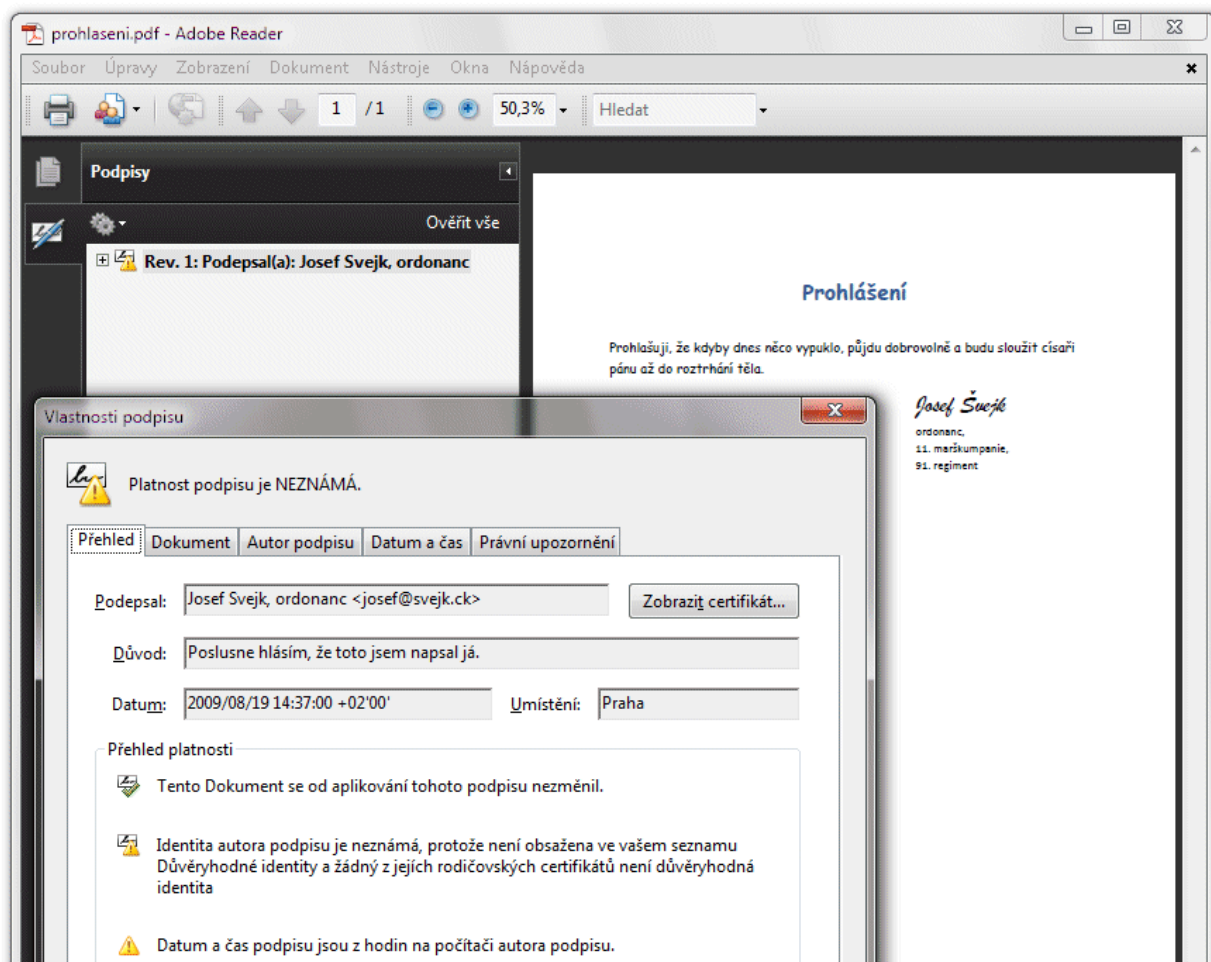 prohlaseni.pdf - Adobe Reader
Soubor Úpravy Zobrazení Dokument Nástroje Okna Nápověda
1 / 1 50,3% Hledat
Podpisy
Ověřit vše
Rev. 1: Podepsal(a): Josef Svejk, ordonanc
Prohlášení
Prohlašuji, že kdyby dnes něco vypuklo, půjdu dobrovolně a budu sloužit císaři
pánu až do roztrhání těla.
Josef Švejk
ordonanc,
11. marškumpanie,
91. regiment
Vlastnosti podpisu
Platnost podpisu je NEZNÁMÁ.
Přehled Dokument Autor podpisu Datum a čas Právní upozornění
Podepsal: Josef Svejk, ordonanc <josef@svejk.ck> Zobrazit certifikát...
Důvod: Poslusne hlásím, že toto jsem napsal já.
Datum: 2009/08/19 14:37:00 +02'00' Umístění: Praha
Přehled platnosti
Tento Dokument se od aplikování tohoto podpisu nezměnil.
Identita autora podpisu je neznámá, protože není obsažena ve vašem seznamu
Důvěryhodné identity a žádný z jejích rodičovských certifikátů není důvěryhodná
identita
Datum a čas podpisu jsou z hodin na počítači autora podpisu.